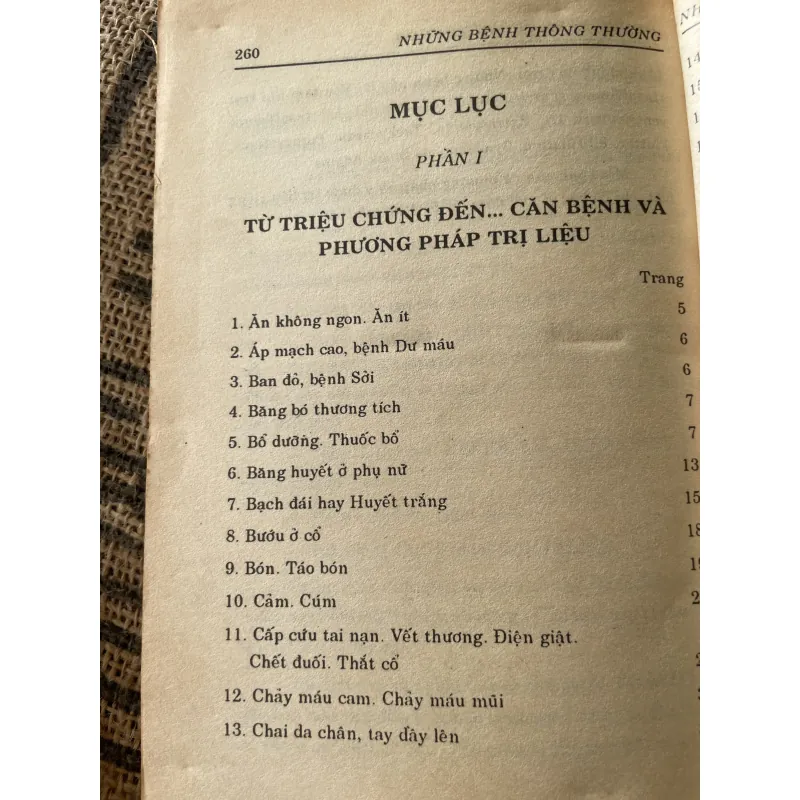 260 NHỮNG BỆNH THÔNG THƯỜNG
MỤC LỤC
PHẦN I
TỪ TRIỆU CHỨNG ĐẾN... CĂN BỆNH VÀ
PHƯƠNG PHÁP TRỊ LIỆU
Trang
1. Ăn không ngon. Ăn ít 5
2. Áp mạch cao, bệnh Dư máu 6
3. Ban đỏ, bệnh Sởi 6
4. Băng bó thương tích 7
5. Bổ dưỡng. Thuốc bổ 7
6. Băng huyết ở phụ nữ 13
7. Bạch đái hay Huyết trắng 15
8. Bướu ở cổ 18
9. Bón. Táo bón
10. Cảm. Cúm
11. Cấp cứu tai nạn. Vết thương. Điện giật.
Chết đuối. Thắt cổ
12. Chảy máu cam. Chảy máu mũi
13. Chai da chân, tay dầy lên